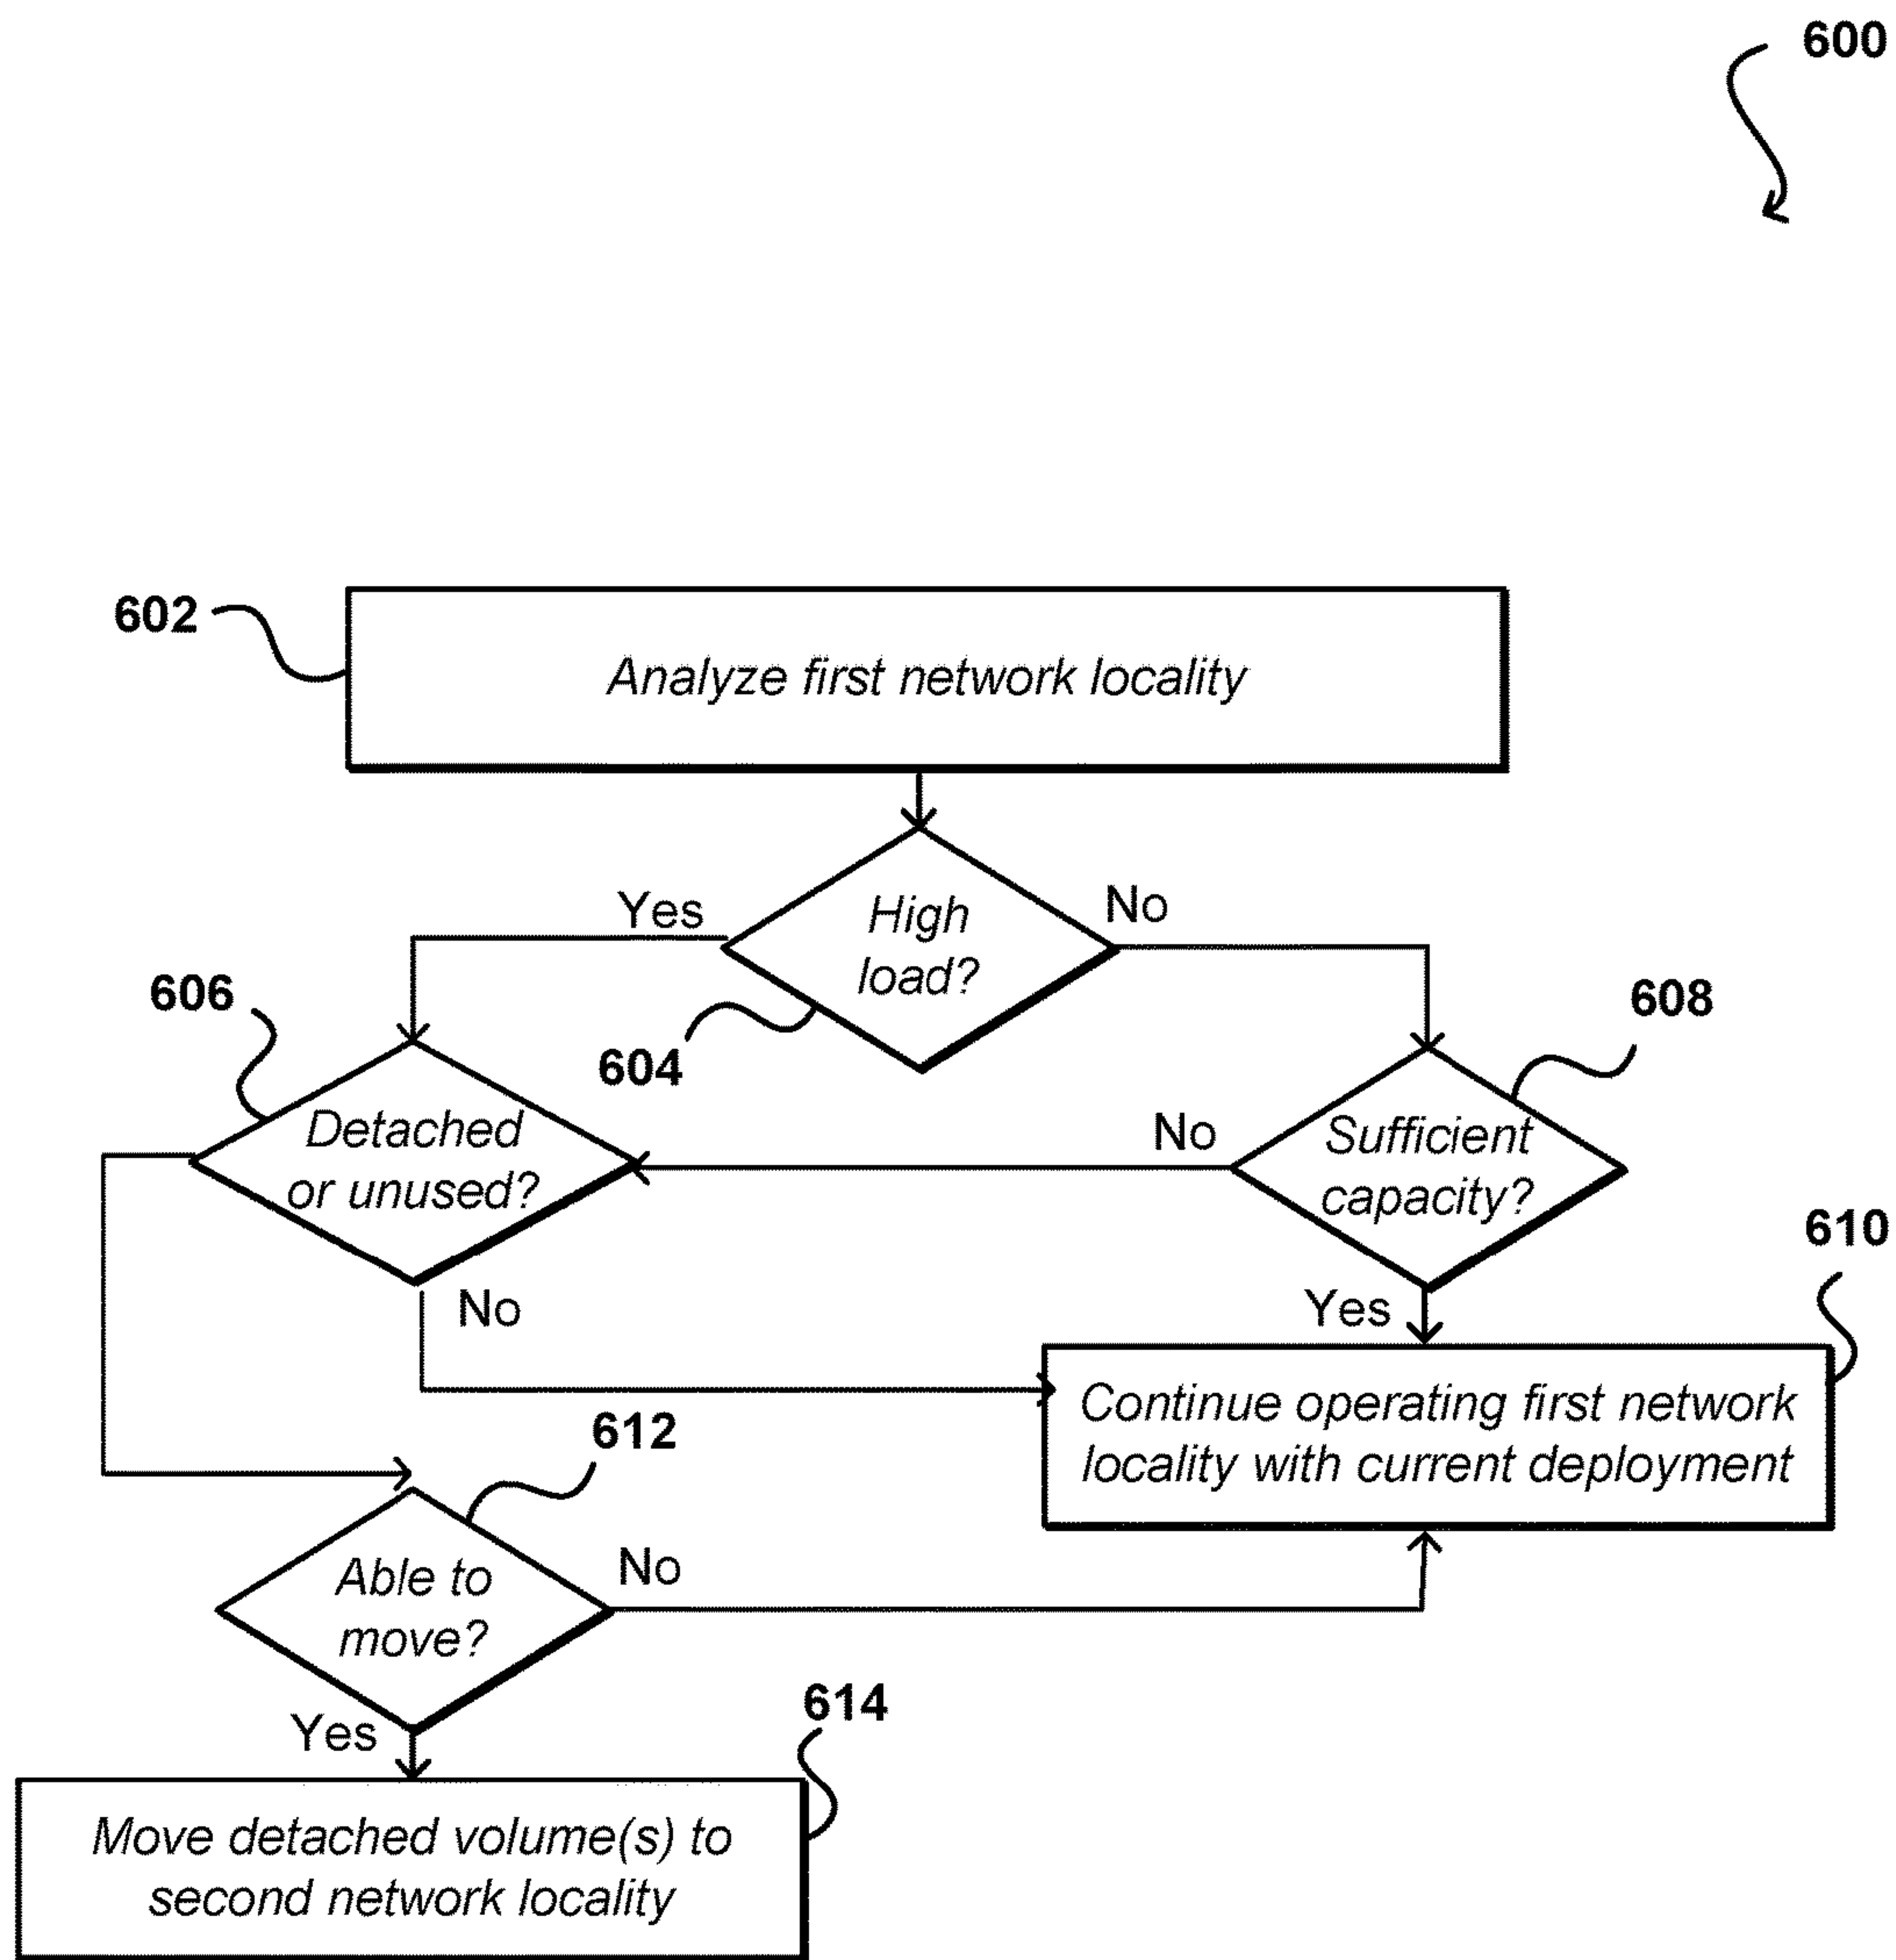 600
602
Analyze first network locality
Yes
High
load?
No
604
606
Detached
or unused?
No
608
Sufficient
capacity?
No
Yes
610
Continue operating first network
locality with current deployment
612
Able to
move?
No
Yes
614
Move detached volume(s) to
second network locality